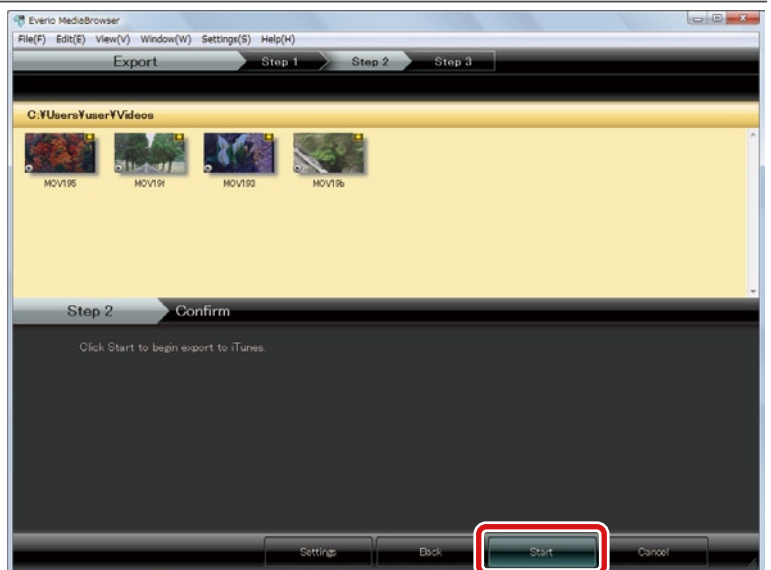 Everio MediaBrowser
File(F) Edit(E) View(V) Window(W) Settings(S) Help(H)
Export Step 1 Step 2 Step 3
C:¥Users¥user¥Videos
MOV195 MOV19f MOV193 MOV19b
Step 2 Confirm
Click Start to begin export to iTunes.
Settings Back Start Cancel